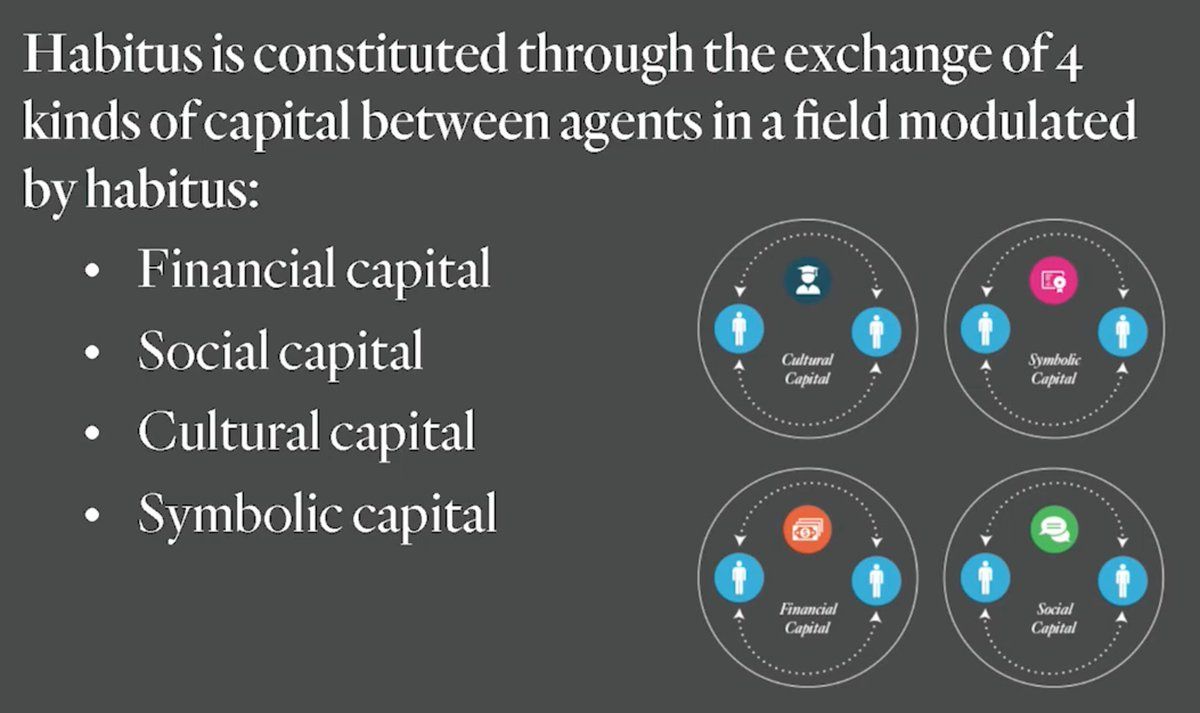 Habitus is constituted through the exchange of 4
kinds of capital between agents in a field modulated
by habitus:
• Financial capital
• Social capital
• Cultural capital
• Symbolic capital
Cultural
Capital
Symbolic
Capital
Financial
Capital
Social
Capital